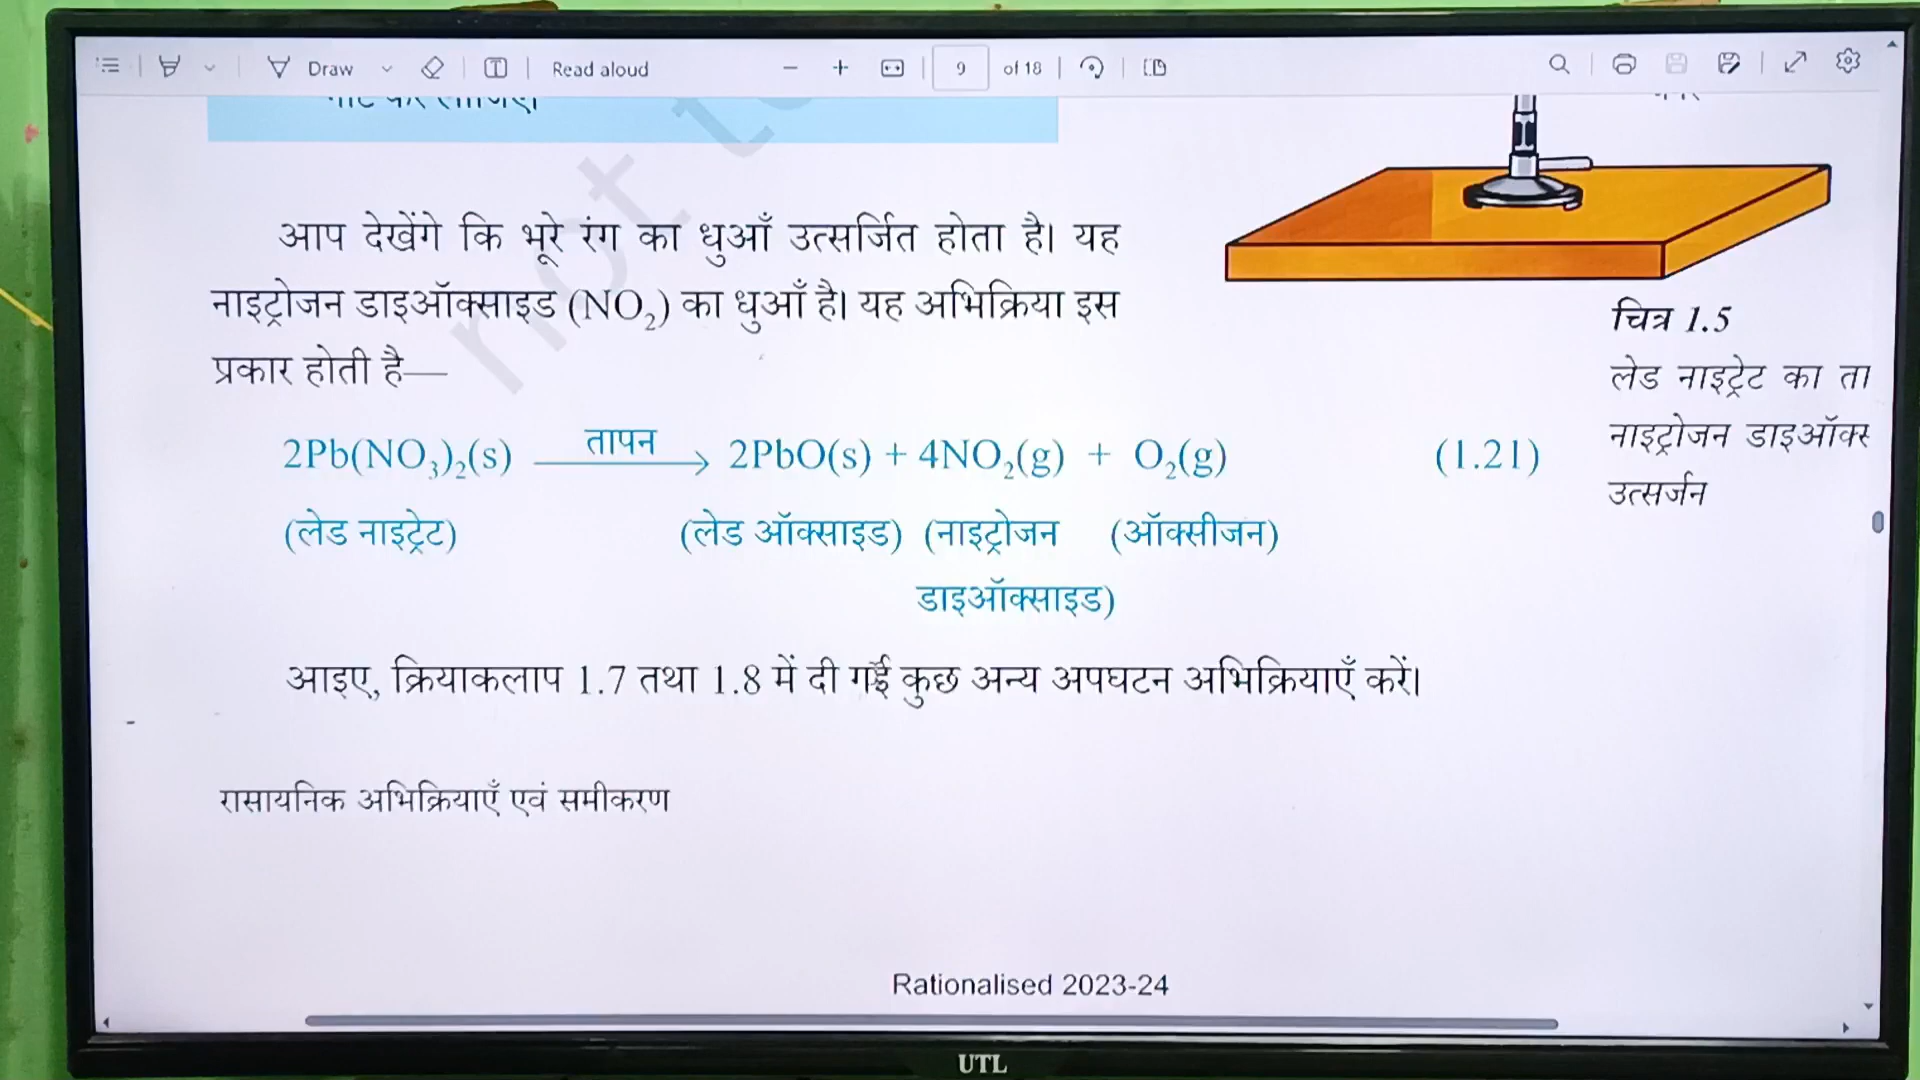 Draw
Read aloud
9 of 18
आप देखेंगे कि भूरे रंग का धुआँ उत्सर्जित होता है। यह
नाइट्रोजन डाइऑक्साइड (NO₂) का धुआँ है। यह अभिक्रिया इस
प्रकार होती है—
2Pb(NO₃)₂(s) तापन → 2PbO(s) + 4NO₂(g) + O₂(g) (1.21)
(लेड नाइट्रेट) (लेड ऑक्साइड) (नाइट्रोजन (ऑक्सीजन)
डाइऑक्साइड)
चित्र 1.5
लेड नाइट्रेट का ता
नाइट्रोजन डाइऑक्स
उत्सर्जन
आइए, क्रियाकलाप 1.7 तथा 1.8 में दी गई कुछ अन्य अपघटन अभिक्रियाएँ करें।
रासायनिक अभिक्रियाएँ एवं समीकरण
Rationalised 2023-24
UTL
not t